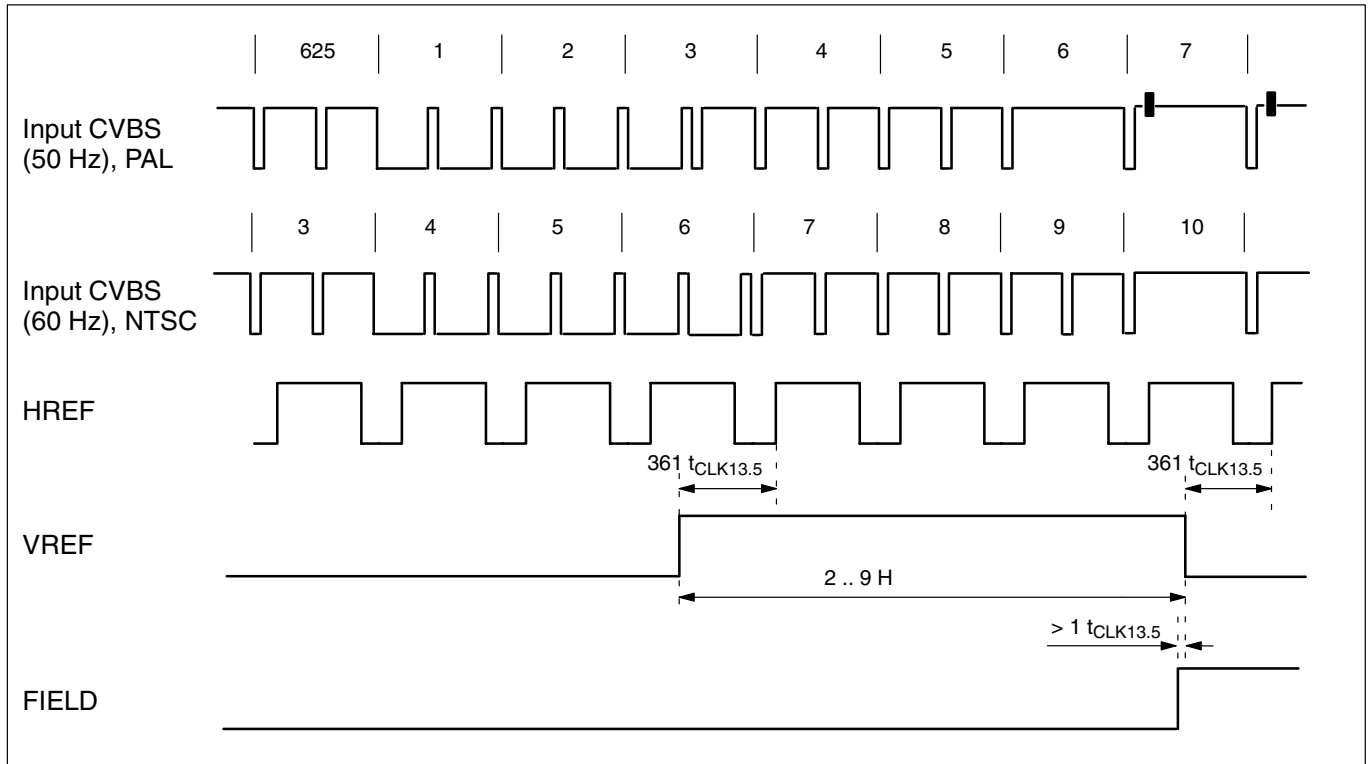 625 1 2 3 4 5 6 7
Input CVBS
(50 Hz), PAL
3 4 5 6 7 8 9 10
Input CVBS
(60 Hz), NTSC
HREF
361 tCLK13.5 361 tCLK13.5
VREF
2 .. 9 H
> 1 tCLK13.5
FIELD